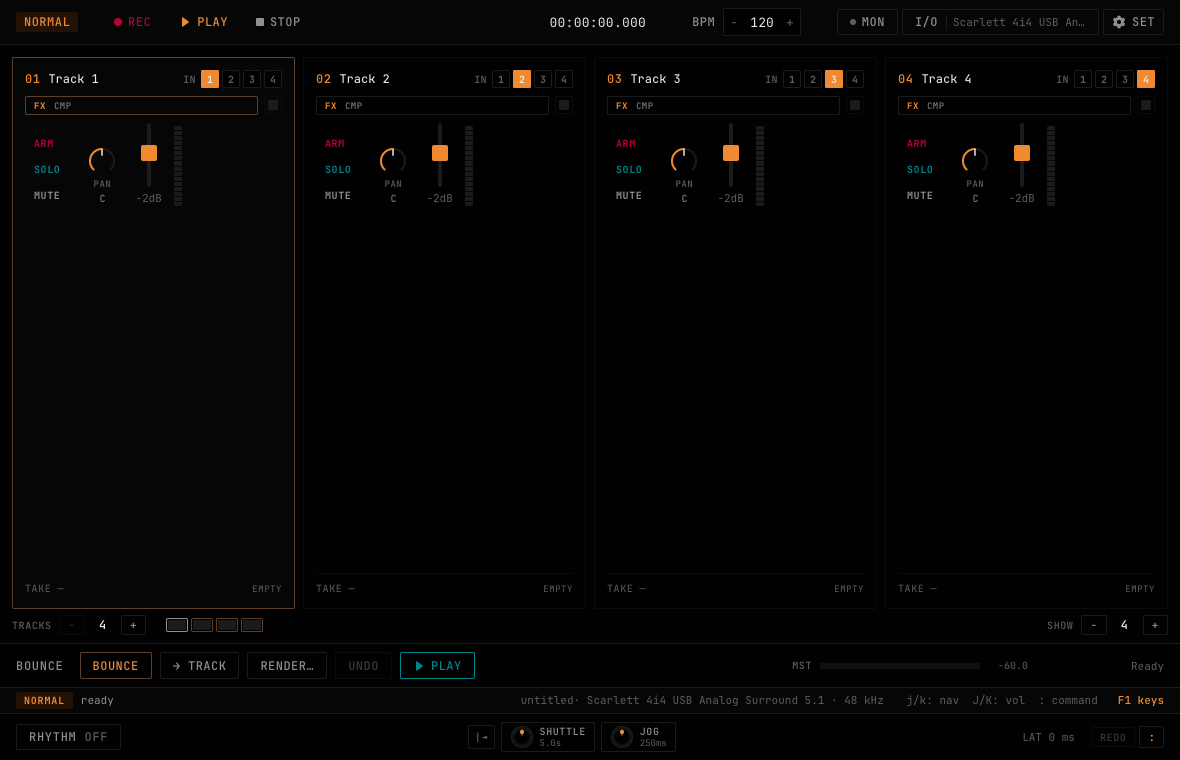 NORMAL REC PLAY STOP 00:00:00.000 BPM - 120 + MON I/O Scarlett 4i4 USB An… SET
01 Track 1 IN 1 2 3 4 02 Track 2 IN 1 2 3 4 03 Track 3 IN 1 2 3 4 04 Track 4 IN 1 2 3 4
FX CMP FX CMP FX CMP FX CMP
ARM ARM ARM ARM
SOLO SOLO SOLO SOLO
PAN PAN PAN PAN
MUTE C -2dB MUTE C -2dB MUTE C -2dB MUTE C -2dB
TAKE — EMPTY TAKE — EMPTY TAKE — EMPTY TAKE — EMPTY
TRACKS - 4 + SHOW - 4 +
BOUNCE BOUNCE → TRACK RENDER… UNDO PLAY MST -60.0 Ready
NORMAL ready untitled· Scarlett 4i4 USB Analog Surround 5.1 · 48 kHz j/k: nav J/K: vol : command F1 keys
RHYTHM OFF |⇥ SHUTTLE 5.0s JOG 250ms LAT 0 ms REDO :